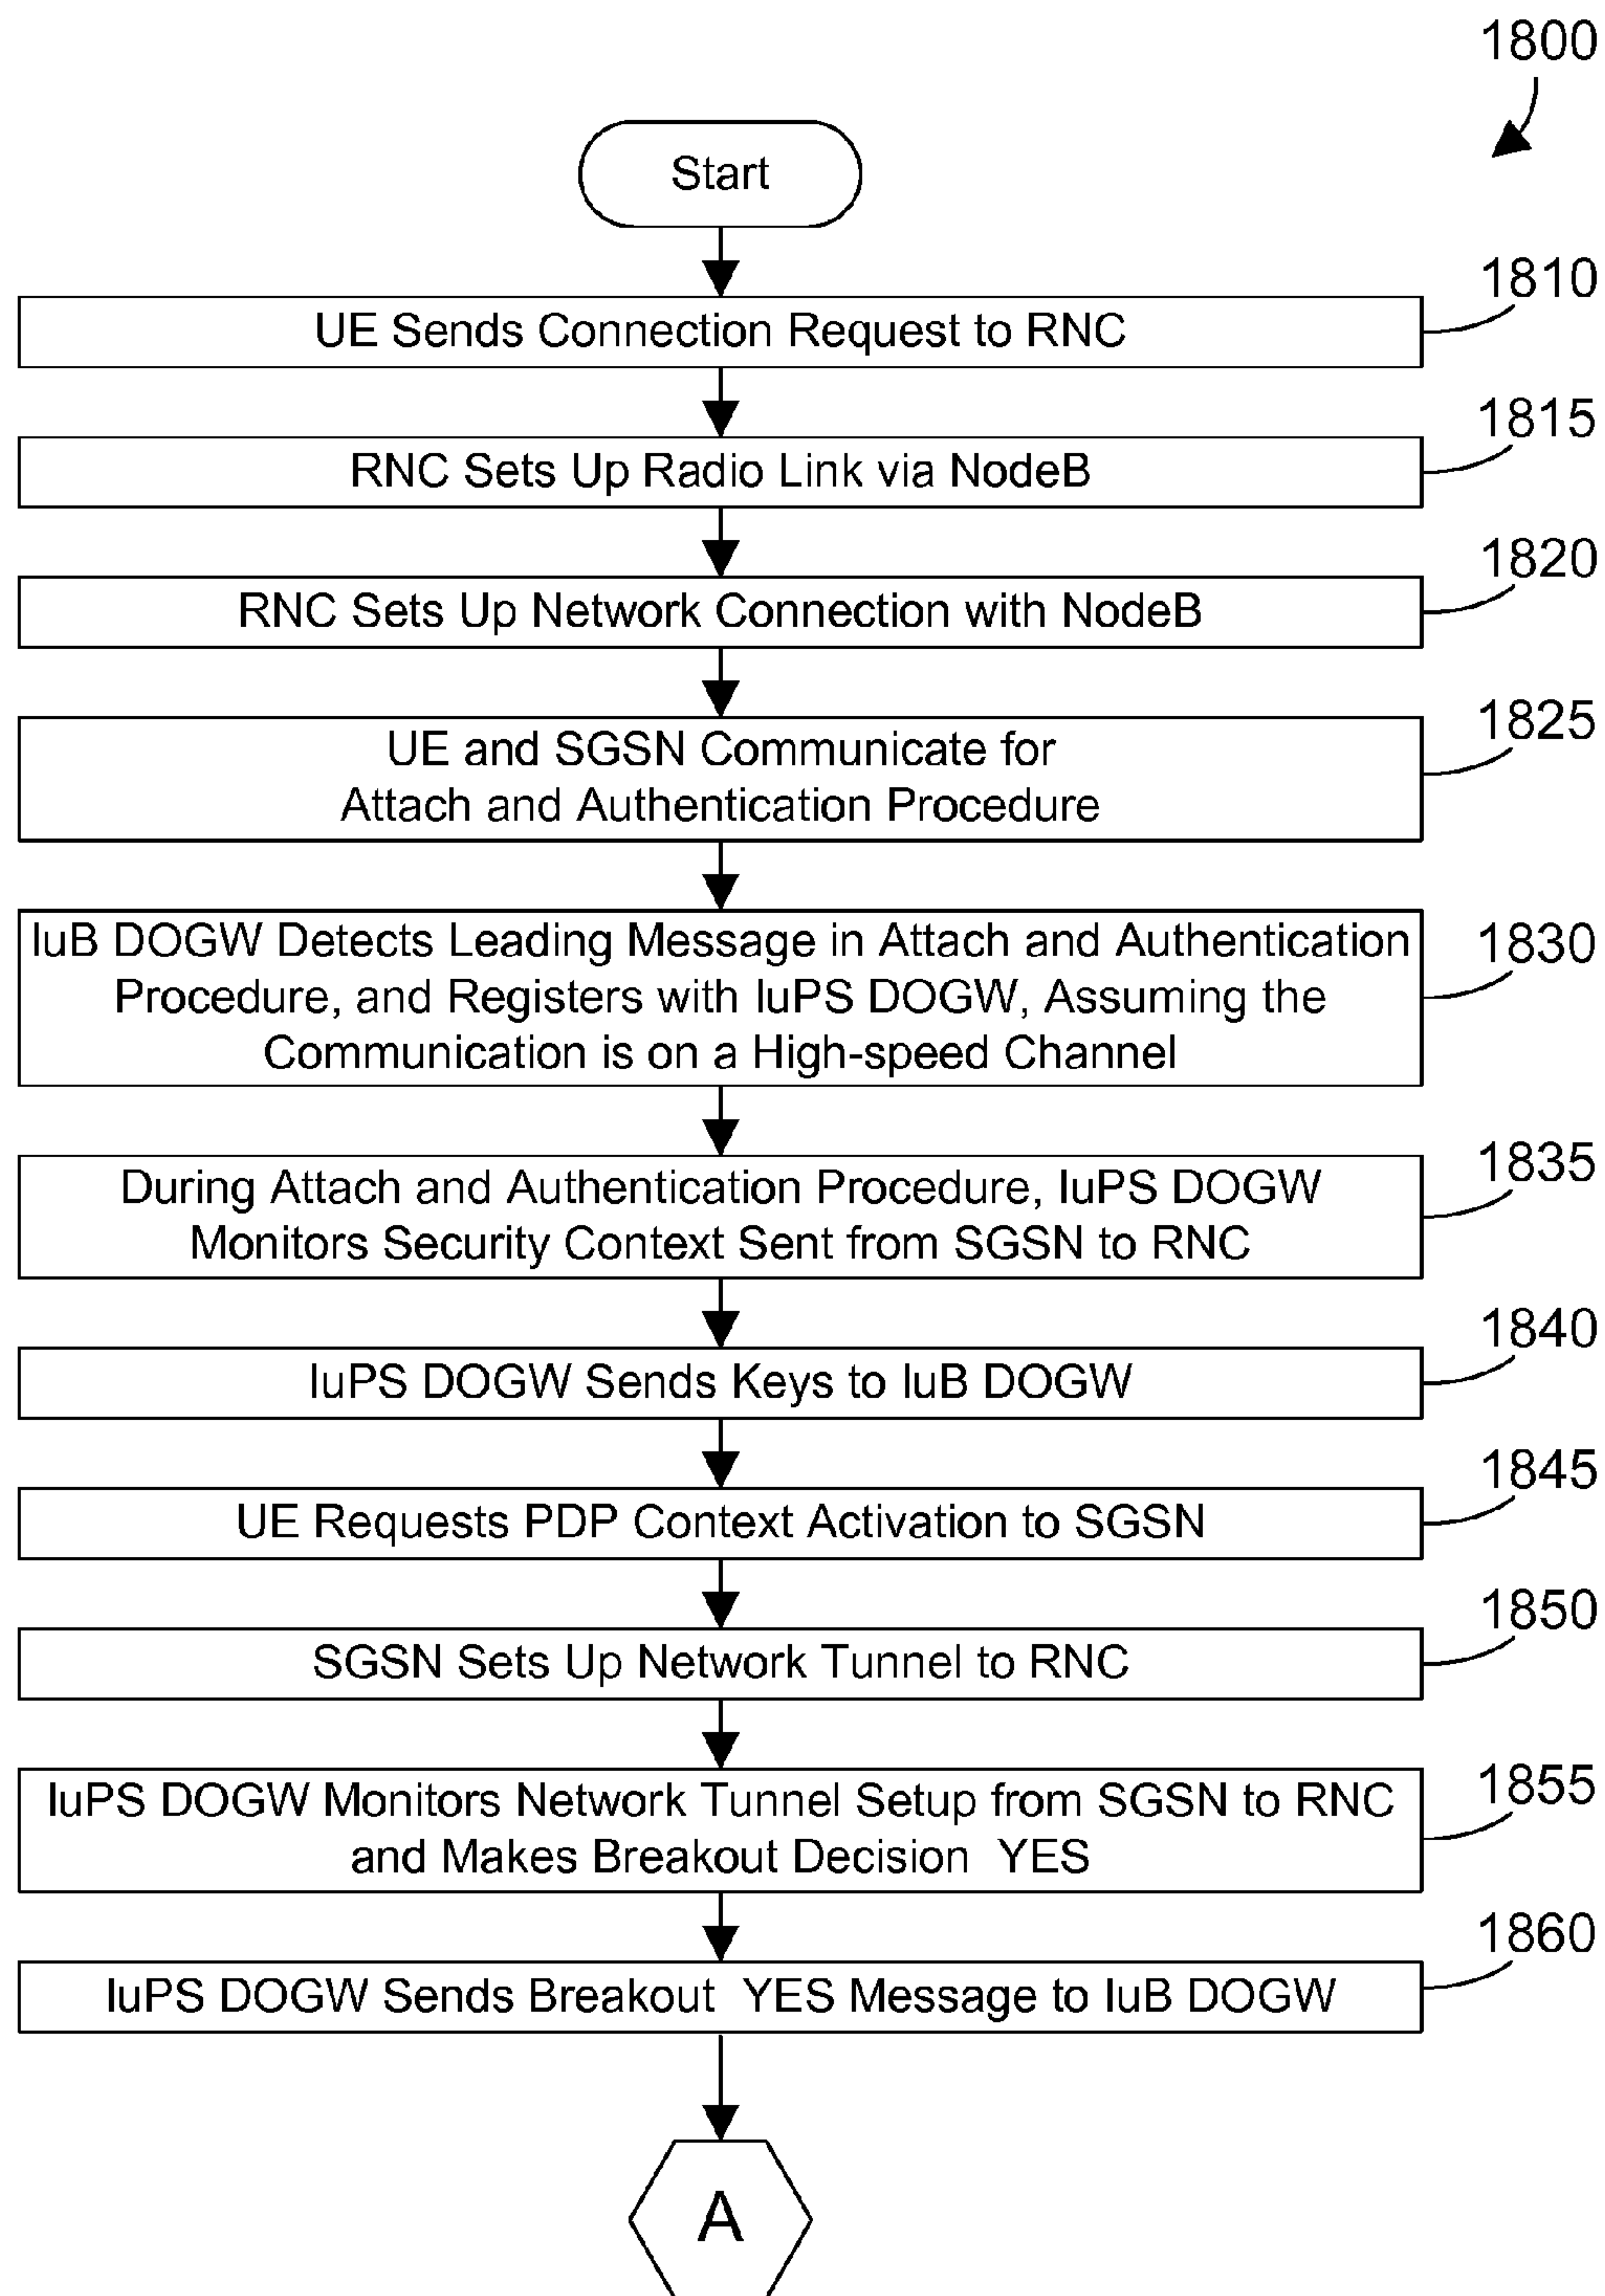 1800
Start
1810
UE Sends Connection Request to RNC
1815
RNC Sets Up Radio Link via NodeB
1820
RNC Sets Up Network Connection with NodeB
1825
UE and SGSN Communicate for
Attach and Authentication Procedure
1830
IuB DOGW Detects Leading Message in Attach and Authentication
Procedure, and Registers with IuPS DOGW, Assuming the
Communication is on a High-speed Channel
1835
During Attach and Authentication Procedure, IuPS DOGW
Monitors Security Context Sent from SGSN to RNC
1840
IuPS DOGW Sends Keys to IuB DOGW
1845
UE Requests PDP Context Activation to SGSN
1850
SGSN Sets Up Network Tunnel to RNC
1855
IuPS DOGW Monitors Network Tunnel Setup from SGSN to RNC
and Makes Breakout Decision YES
1860
IuPS DOGW Sends Breakout YES Message to IuB DOGW
A